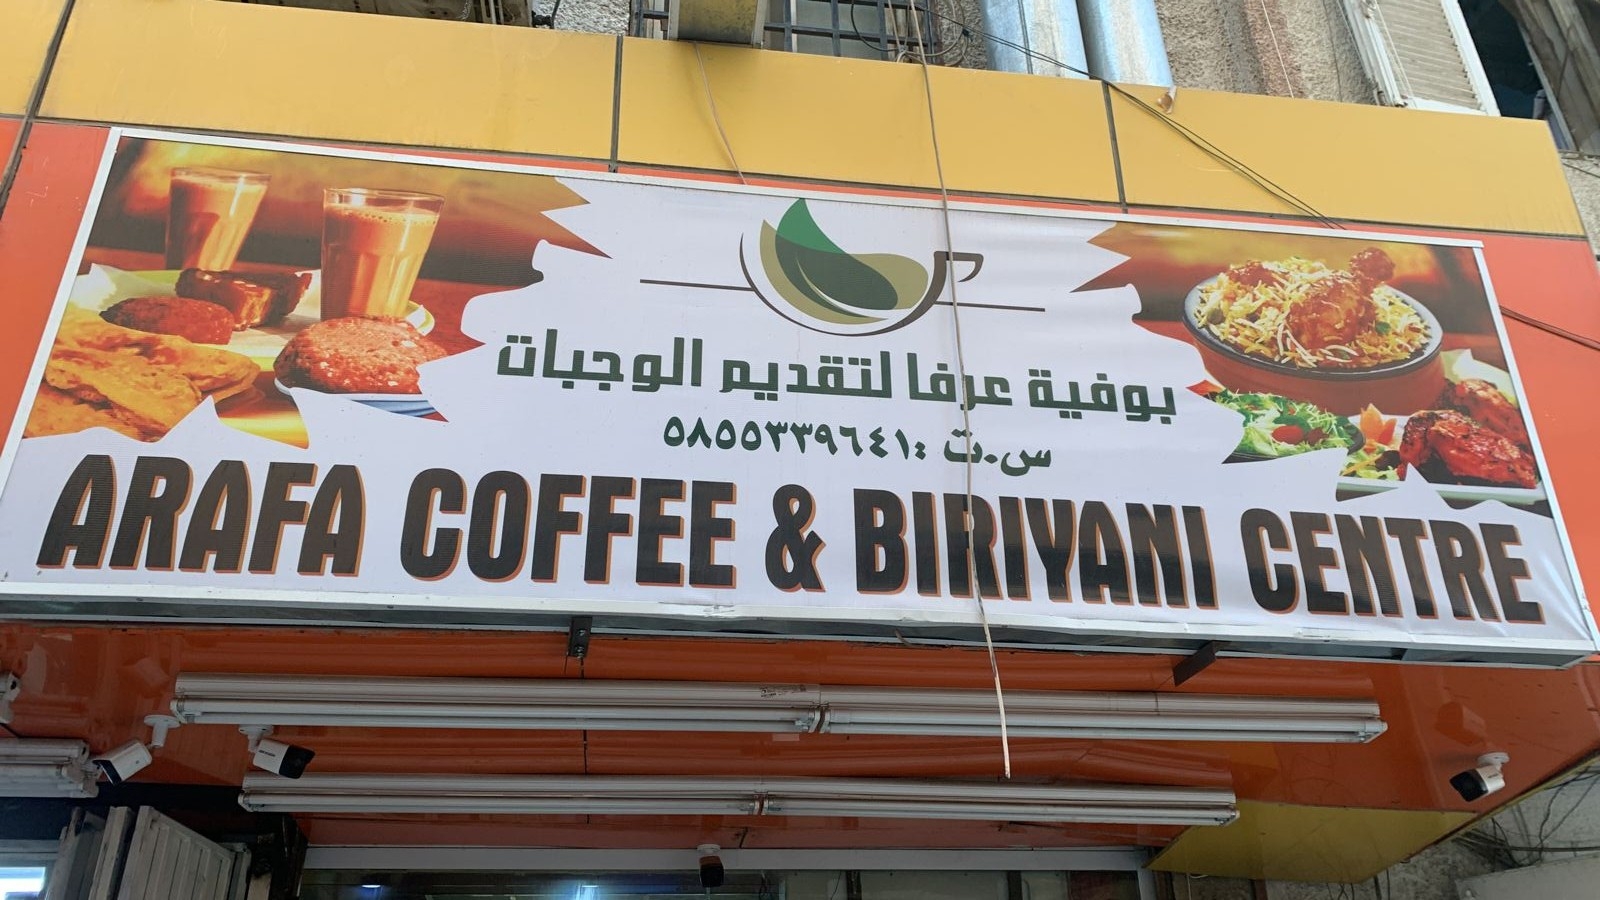 بوفية عرفا لتقديم الوجبات
س.ت :٥٨٥٥٣٣٩٦٤١
ARAFA COFFEE & BIRIYANI CENTRE